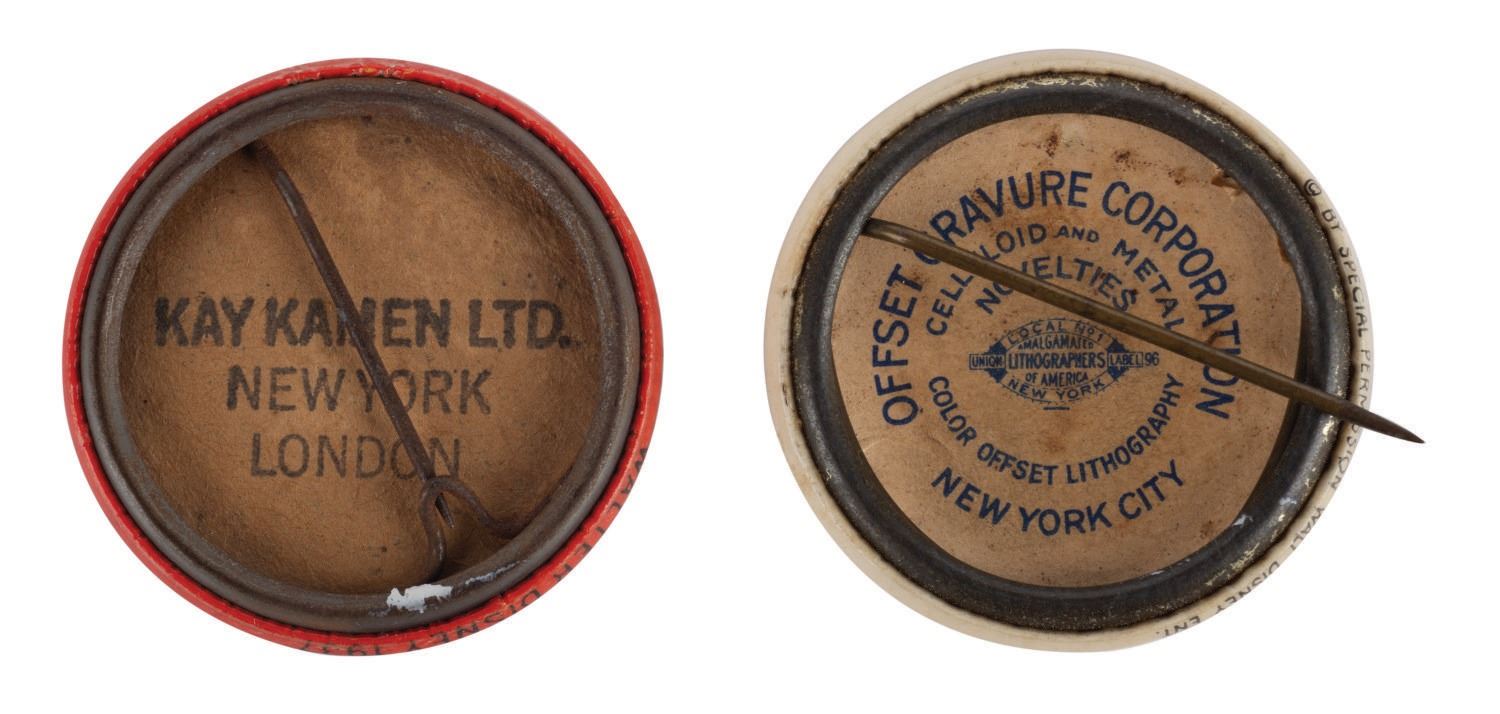 KAY KAMEN LTD.
NEW YORK
LONDON
WALTER DISNEY 1937
OFFSET GRAVURE CORPORATION
CELLULOID AND METAL
NOVELTIES
LOCAL No. 1
AMALGAMATED
UNION LITHOGRAPHERS LABEL 96
OF AMERICA
NEW YORK
COLOR OFFSET LITHOGRAPHY
NEW YORK CITY
© BY SPECIAL PERMISSION WALT DISNEY ENT.